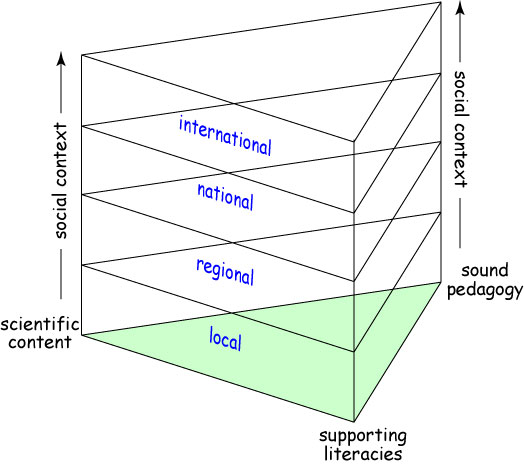 social context
social context
international
national
regional
local
scientific
content
sound
pedagogy
supporting
literacies